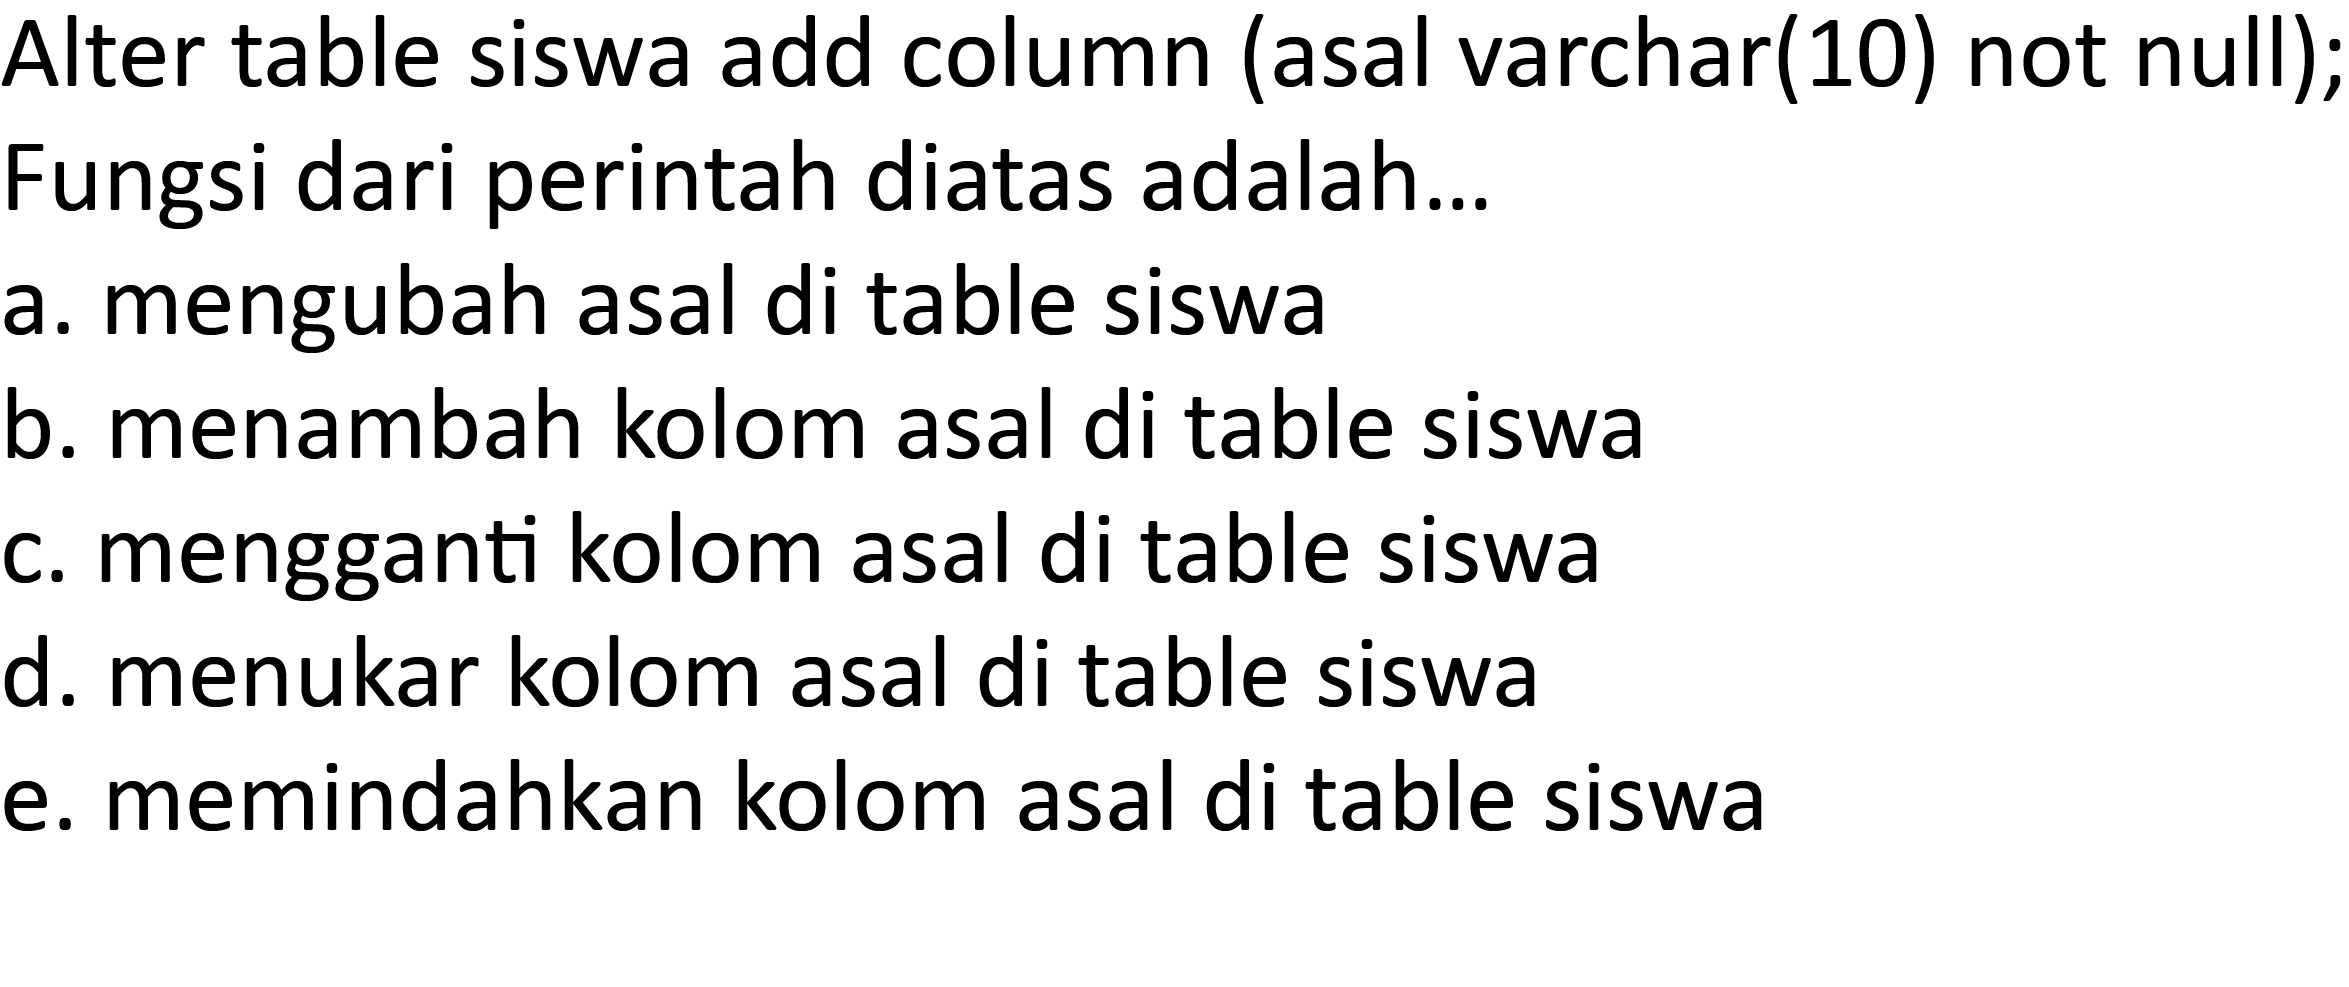 Alter table siswa add column (asal varchar(10) not null);
Fungsi dari perintah diatas adalah...
a. mengubah asal di table siswa
b. menambah kolom asal di table siswa
c. mengganti kolom asal di table siswa
d. menukar kolom asal di table siswa
e. memindahkan kolom asal di table siswa